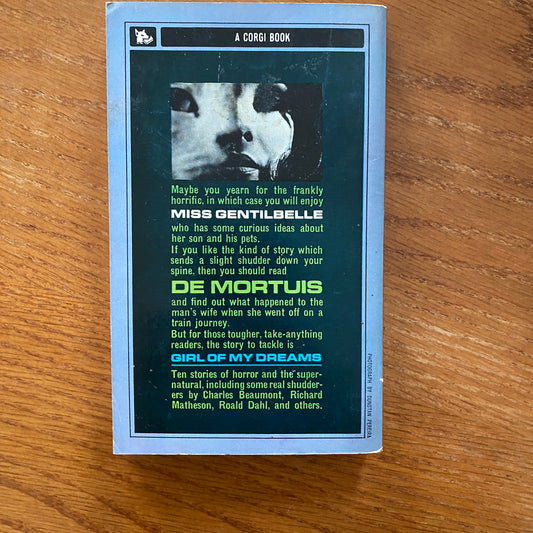 A CORGI BOOK
Maybe you yearn for the frankly
horrific, in which case you will enjoy
MISS GENTILBELLE
who has some curious ideas about
her son and his pets.
If you like the kind of story which
sends a slight shudder down your
spine, then you should read
DE MORTUIS
and find out what happened to the
man's wife when she went off on a
train journey.
But for those tougher, take-anything
readers, the story to tackle is
GIRL OF MY DREAMS
Ten stories of horror and the super-
natural, including some real shudder-
ers by Charles Beaumont, Richard
Matheson, Roald Dahl, and others.
PHOTOGRAPH BY DUNSTAN PEREIRA